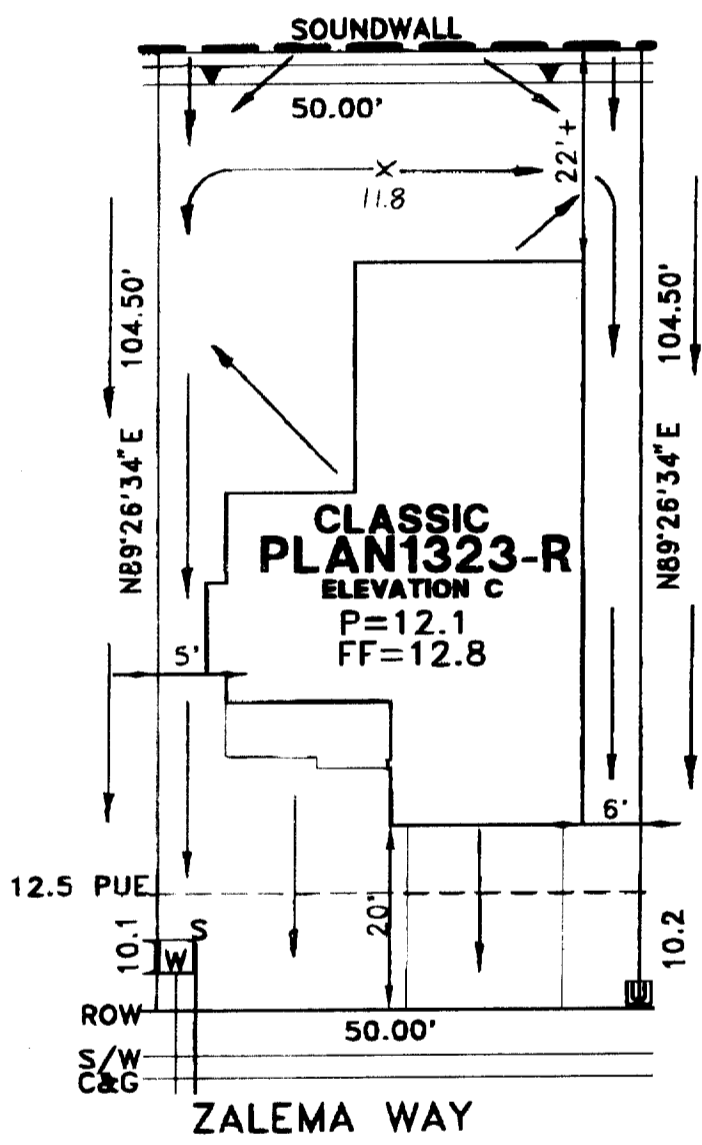 SOUNDWALL
50.00'
22'+
X
11.8
104.50'
104.50'
N89°26'34"E
N89°26'34"E
CLASSIC
PLAN1323-R
ELEVATION C
P=12.1
FF=12.8
5'
6'
12.5 PUE
20'
10.1
S
W
10.2
U
ROW
50.00'
S/W
C&G
ZALEMA WAY